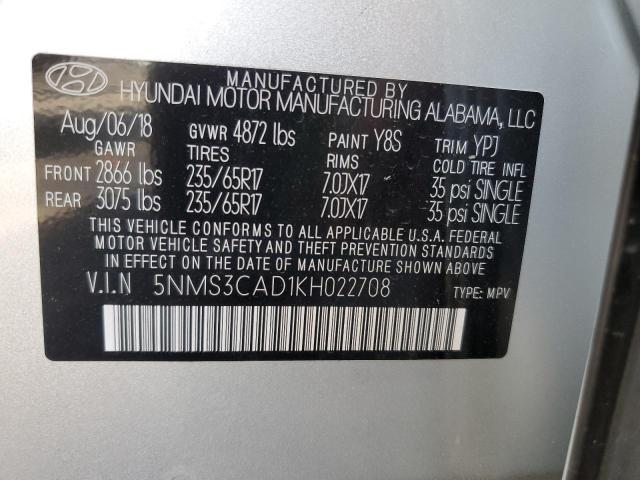 MANUFACTURED BY
HYUNDAI MOTOR MANUFACTURING ALABAMA, LLC
Aug/06/18 GVWR 4872 lbs PAINT Y8S TRIM YPJ
GAWR TIRES RIMS COLD TIRE INFL
FRONT 2866 lbs 235/65R17 7.0JX17 35 psi SINGLE
REAR 3075 lbs 235/65R17 7.0JX17 35 psi SINGLE
THIS VEHICLE CONFORMS TO ALL APPLICABLE U.S.A. FEDERAL
MOTOR VEHICLE SAFETY AND THEFT PREVENTION STANDARDS
IN EFFECT ON THE DATE OF MANUFACTURE SHOWN ABOVE.
V.I.N 5NMS3CAD1KH022708 TYPE: MPV